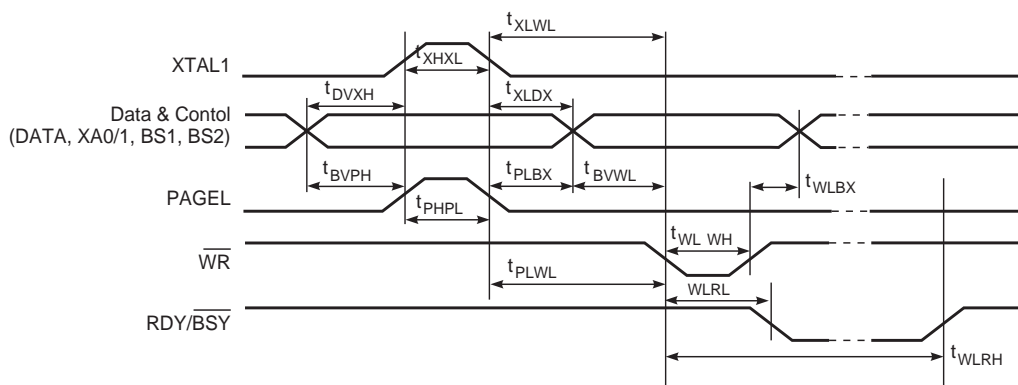 tXLWL
XTAL1
tXHXL
tDVXH
tXLDX
Data & Contol
(DATA, XA0/1, BS1, BS2)
tBVPH
tPLBX
tBVWL
tWLBX
PAGEL
tPHPL
tWL WH
WR
tPLWL
WLRL
RDY/BSY
tWLRH